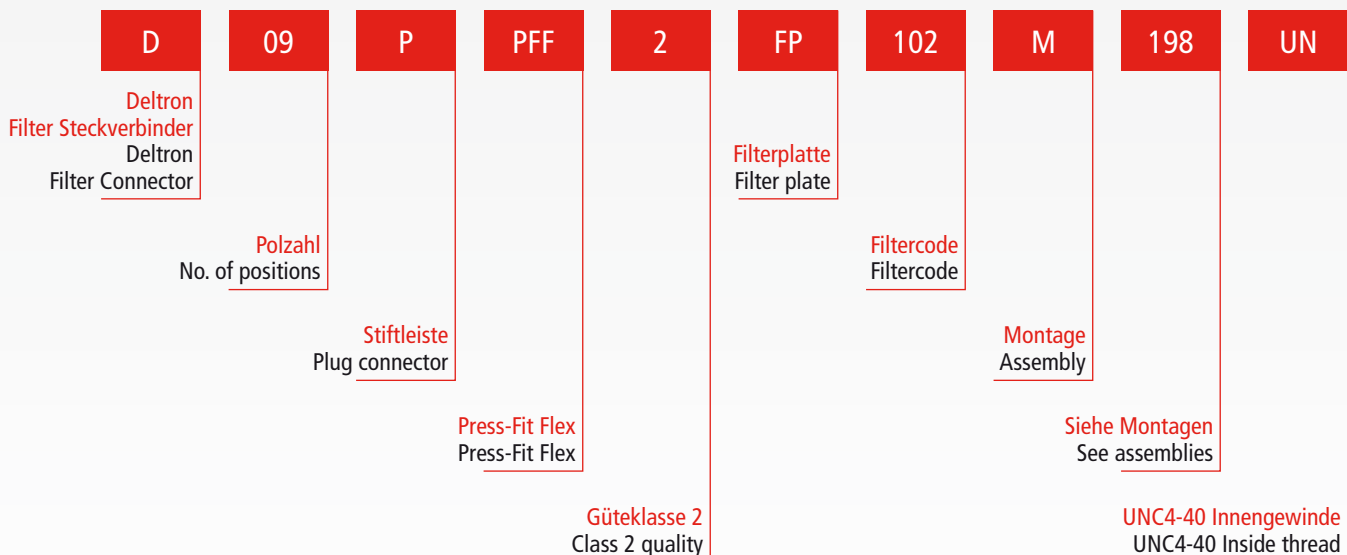 D 09 P PFF 2 FP 102 M 198 UN
Deltron
Filter Steckverbinder
Deltron
Filter Connector
Polzahl
No. of positions
Stiftleiste
Plug connector
Press-Fit Flex
Press-Fit Flex
Güteklasse 2
Class 2 quality
Filterplatte
Filter plate
Filtercode
Filtercode
Montage
Assembly
Siehe Montagen
See assemblies
UNC4-40 Innengewinde
UNC4-40 Inside thread